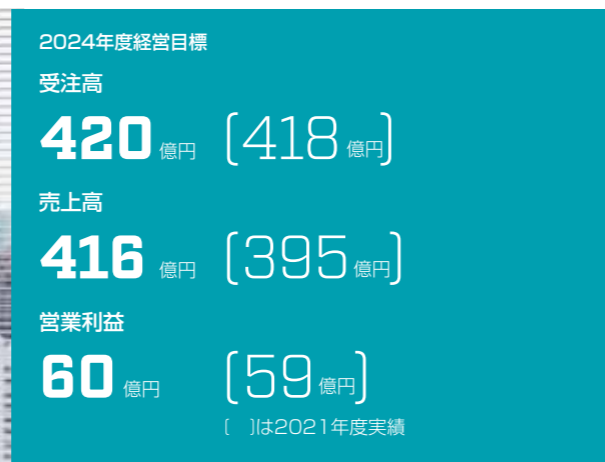 2024年度経営目標
受注高
420億円 〔418億円〕
売上高
416億円 〔395億円〕
営業利益
60億円 〔59億円〕
〔　〕は2021年度実績